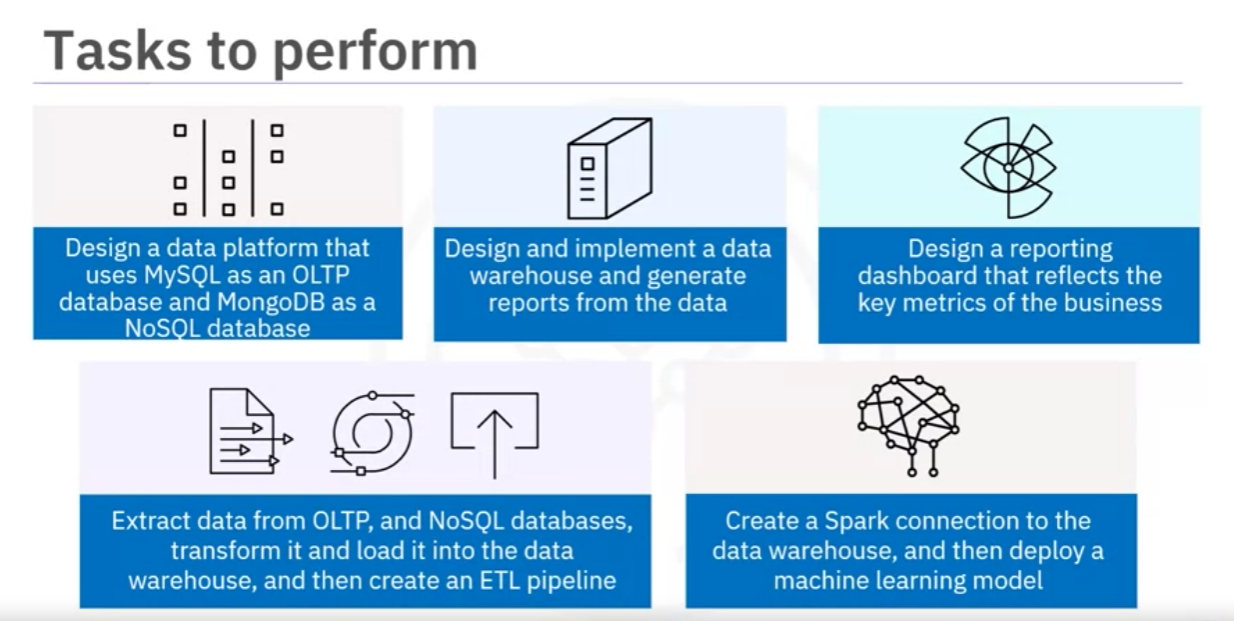 Tasks to perform
Design a data platform that
uses MySQL as an OLTP
database and MongoDB as a
NoSQL database
Design and implement a data
warehouse and generate
reports from the data
Design a reporting
dashboard that reflects the
key metrics of the business
Extract data from OLTP, and NoSQL databases,
transform it and load it into the data
warehouse, and then create an ETL pipeline
Create a Spark connection to the
data warehouse, and then deploy a
machine learning model